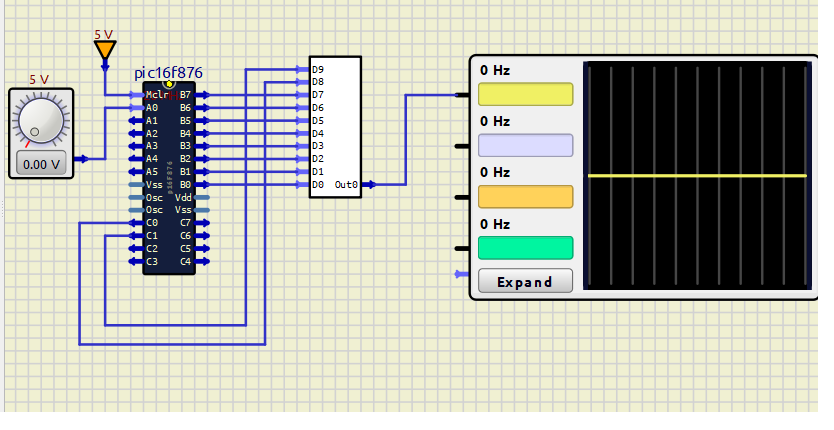 5 V
5 V
0.00 V
pic16f876
Mclr B7
A0 B6
A1 B5
A2 B4
A3 B3
A4 B2
A5 B1
Vss B0
Osc Vdd
Osc Vss
C0 C7
C1 C6
C2 C5
C3 C4
p16f876
D9
D8
D7
D6
D5
D4
D3
D2
D1
D0 Out0
0 Hz
0 Hz
0 Hz
0 Hz
Expand